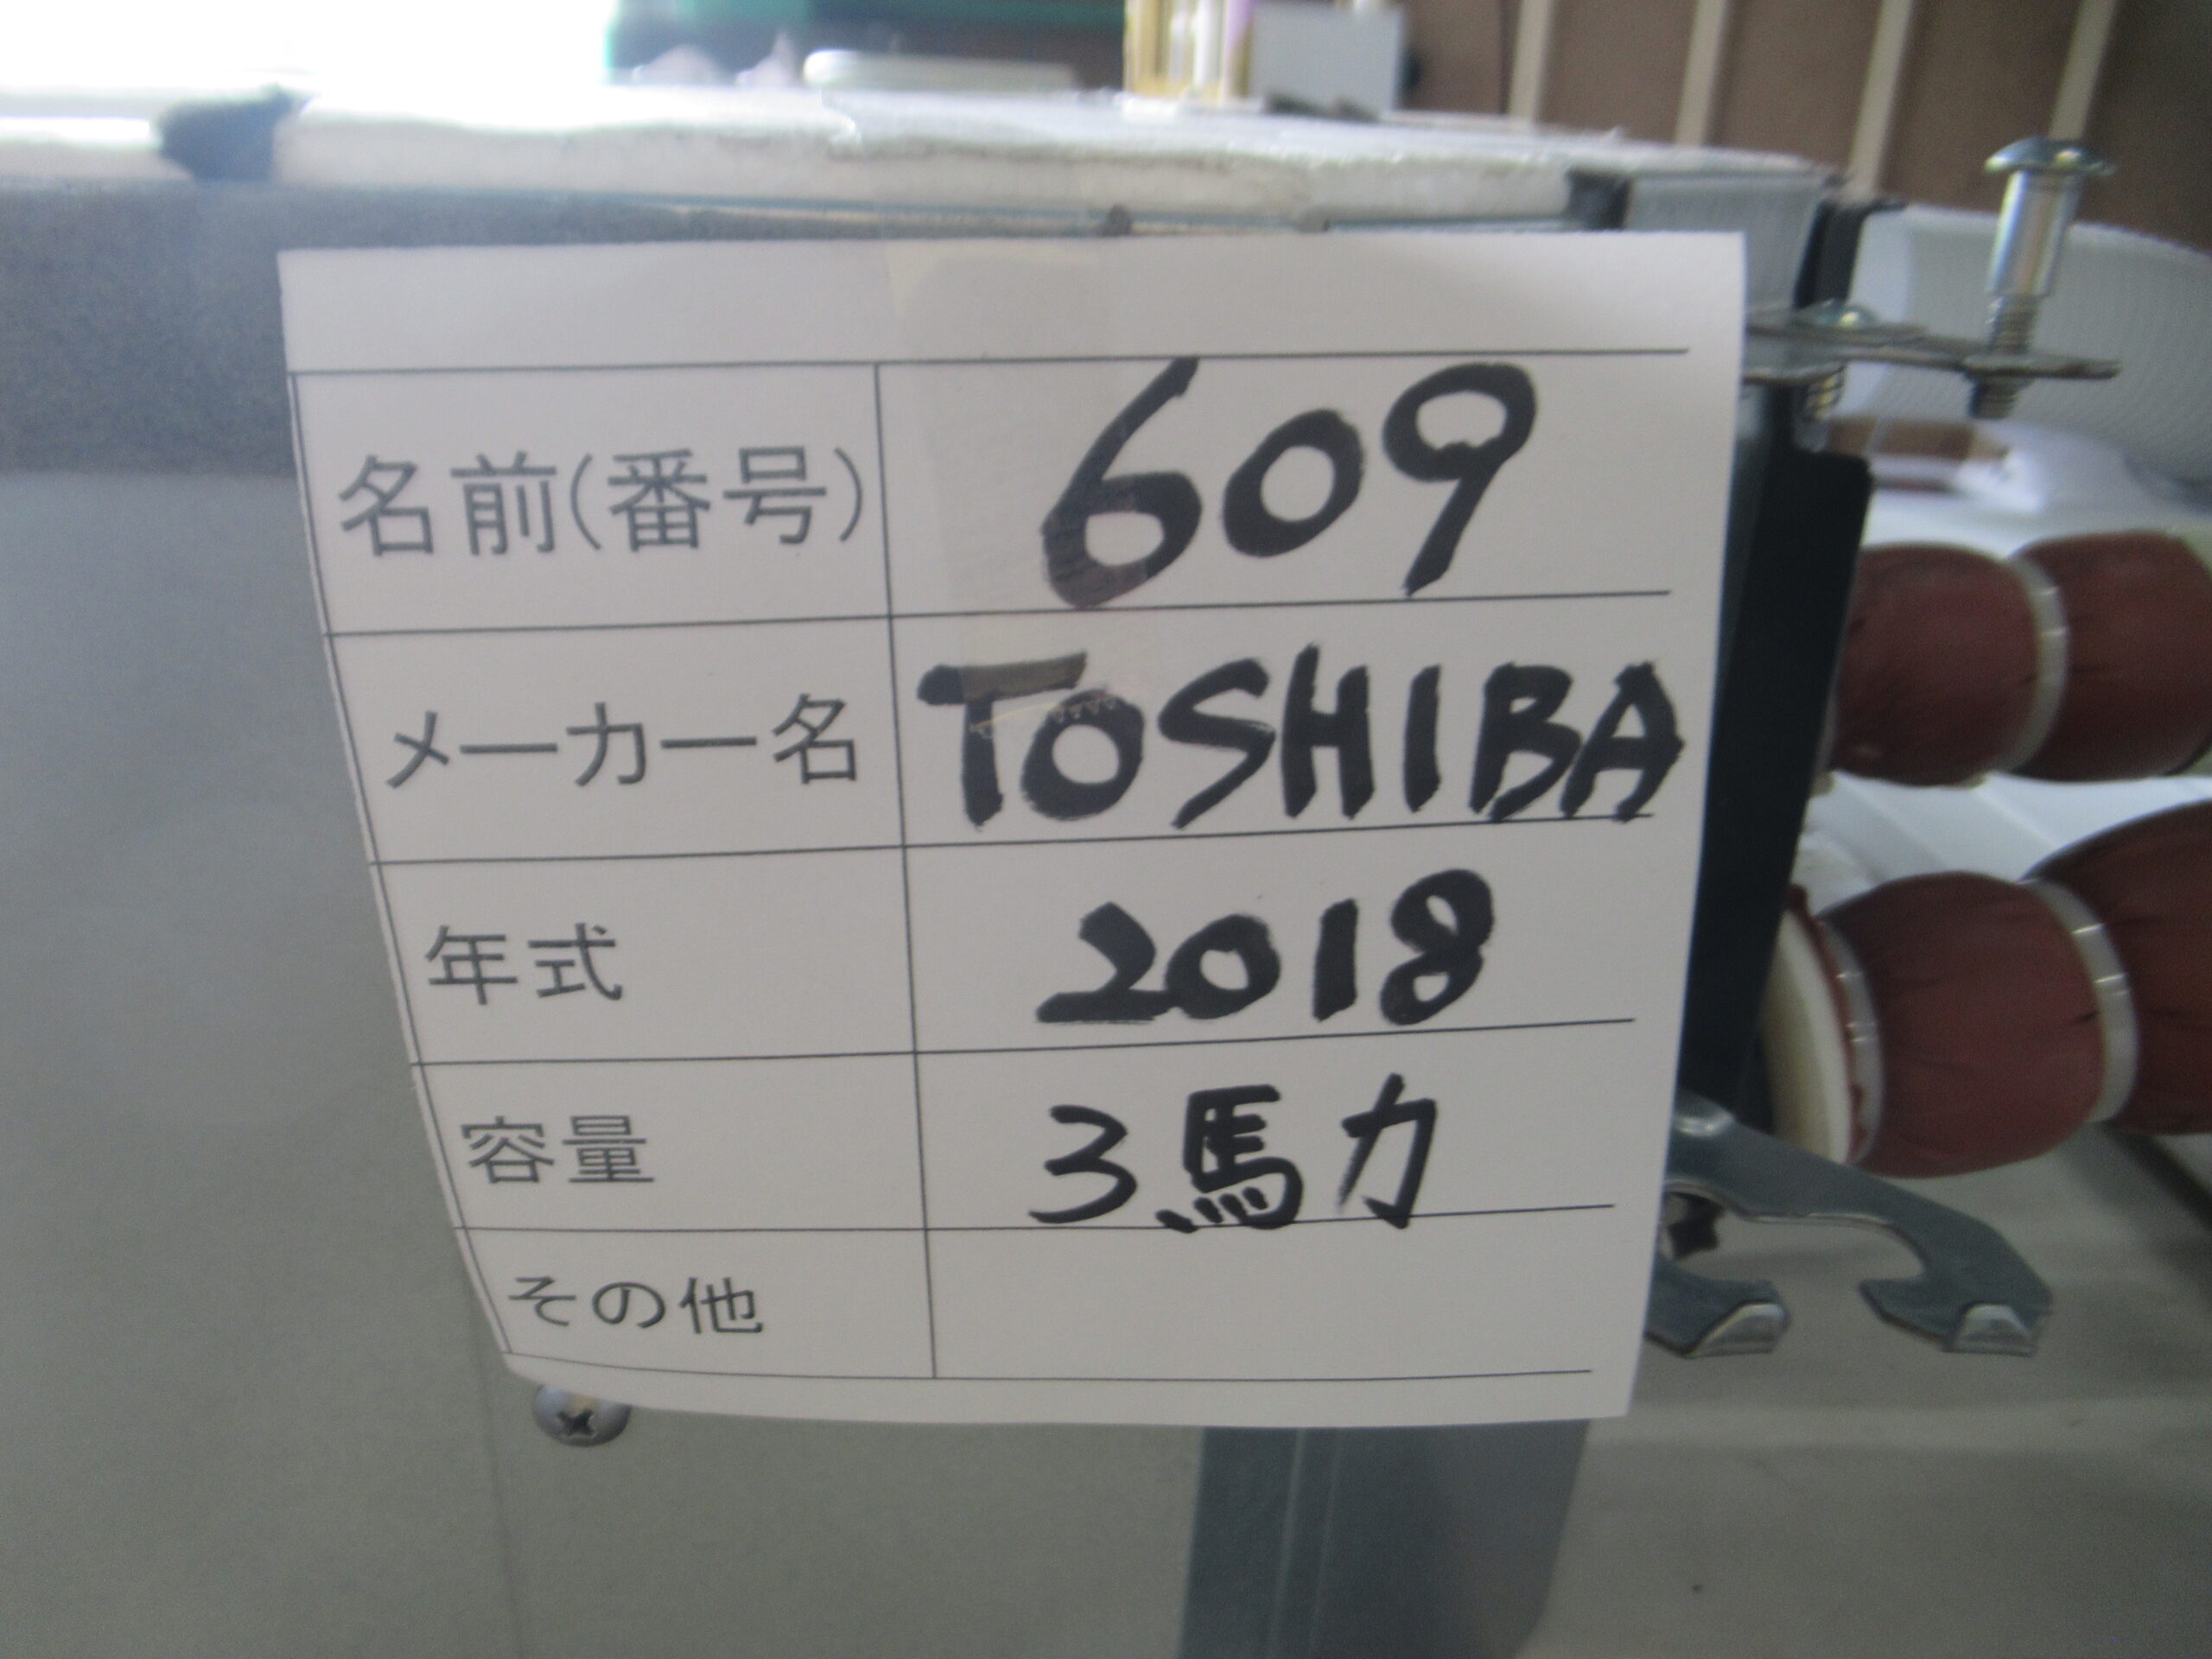 名前(番号) 609
メーカー名 TOSHIBA
年式 2018
容量 3馬力
その他